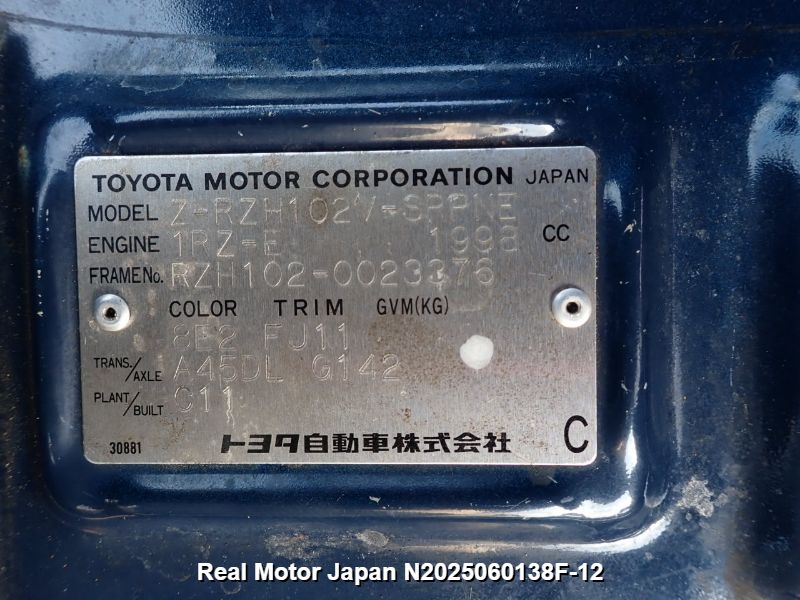 TOYOTA MOTOR CORPORATION JAPAN
MODEL Z-RZH102V-SRPNE
ENGINE 1RZ-E 1998 CC
FRAME No. RZH102-0023376
COLOR TRIM GVM(KG)
8E2 FJ11
TRANS./AXLE A45DL G142
PLANT/BUILT C11
30881 トヨタ自動車株式会社 C
Real Motor Japan N2025060138F-12